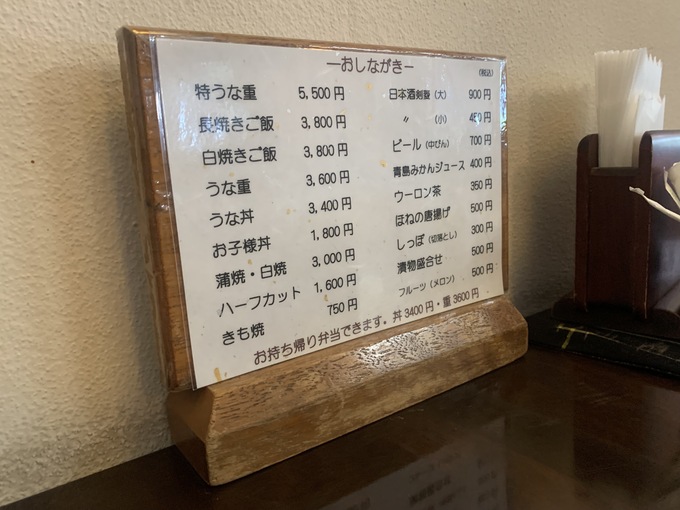 ―おしながき―
(税込)
特うな重 5,500円
長焼きご飯 3,800円
白焼きご飯 3,800円
うな重 3,600円
うな丼 3,400円
お子様丼 1,800円
蒲焼・白焼 3,000円
ハーフカット 1,600円
きも焼 750円
日本酒剣菱(大) 900円
〃 (小) 450円
ビール(中びん) 700円
青島みかんジュース 400円
ウーロン茶 350円
ほねの唐揚げ 500円
しっぽ(切落とし) 300円
漬物盛合せ 500円
フルーツ(メロン) 500円
お持ち帰り弁当できます。丼3400円・重3600円